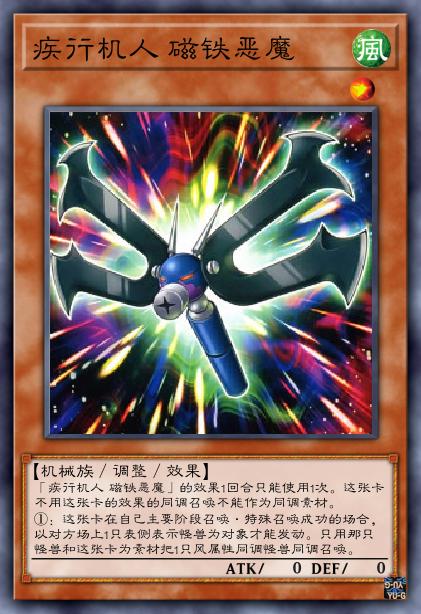 疾行机人 磁铁恶魔
風
【机械族/调整/效果】
「疾行机人 磁铁恶魔」的效果1回合只能使用1次。这张卡
不用这张卡的效果的同调召唤不能作为同调素材。
①：这张卡在自己主要阶段召唤·特殊召唤成功的场合，
以对方场上1只表侧表示怪兽为对象才能发动。只用那只
怪兽和这张卡为素材把1只风属性同调怪兽同调召唤。
ATK/ 0 DEF/ 0